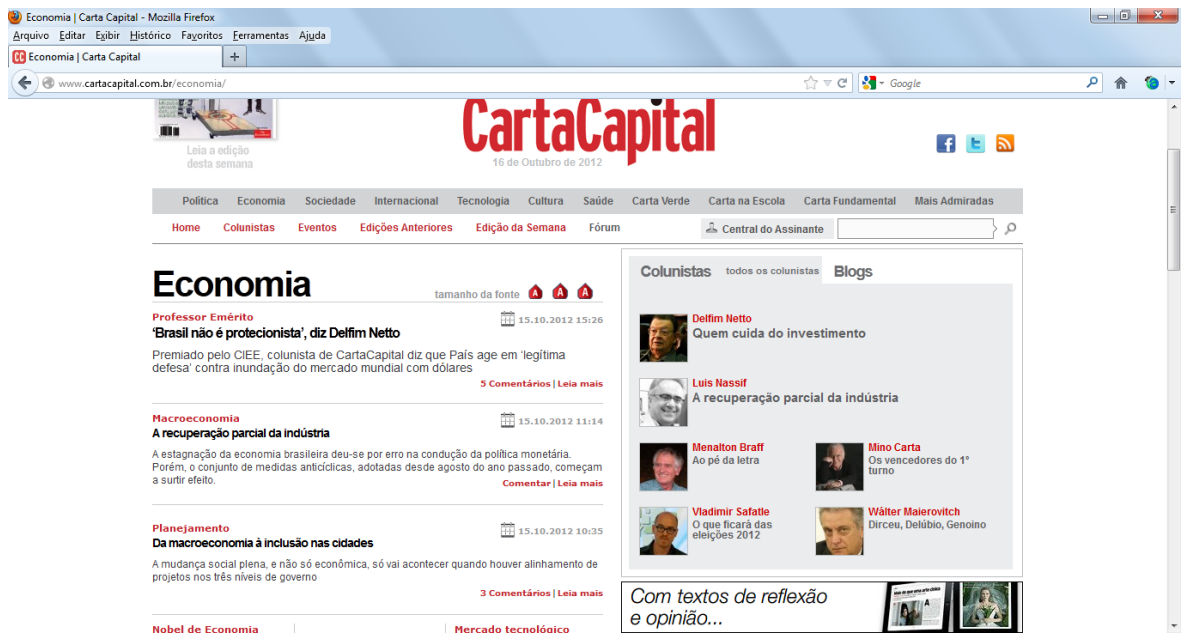 Economia | Carta Capital - Mozilla Firefox
Arquivo Editar Exibir Histórico Favoritos Ferramentas Ajuda
Economia | Carta Capital
www.cartacapital.com.br/economia/
Google
Leia a edição
desta semana
CartaCapital
16 de Outubro de 2012
Política Economia Sociedade Internacional Tecnologia Cultura Saúde Carta Verde Carta na Escola Carta Fundamental Mais Admiradas
Home Colunistas Eventos Edições Anteriores Edição da Semana Fórum Central do Assinante
Economia
tamanho da fonte A A A
Professor Emérito
15.10.2012 15:26
'Brasil não é protecionista', diz Delfim Netto
Premiado pelo CIEE, colunista de CartaCapital diz que País age em 'legítima
defesa' contra inundação do mercado mundial com dólares
5 Comentários | Leia mais
Macroeconomia
15.10.2012 11:14
A recuperação parcial da indústria
A estagnação da economia brasileira deu-se por erro na condução da política monetária.
Porém, o conjunto de medidas anticíclicas, adotadas desde agosto do ano passado, começam
a surtir efeito.
Comentar | Leia mais
Planejamento
15.10.2012 10:35
Da macroeconomia à inclusão nas cidades
A mudança social plena, e não só econômica, só vai acontecer quando houver alinhamento de
projetos nos três níveis de governo
3 Comentários | Leia mais
Nobel de Economia
Mercado tecnológico
Colunistas todos os colunistas Blogs
Delfim Netto
Quem cuida do investimento
Luis Nassif
A recuperação parcial da indústria
Menalton Braff
Ao pé da letra
Mino Carta
Os vencedores do 1°
turno
Vladimir Safatle
O que ficará das
eleições 2012
Wálter Maierovitch
Dirceu, Delúbio, Genoino
Com textos de reflexão
e opinião...